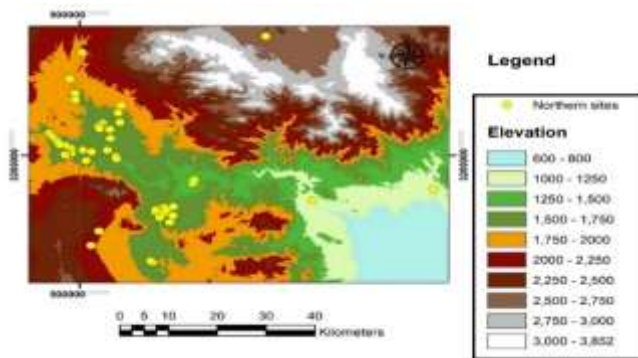 900000
Legend
Northern sites
Elevation
600 - 800
1000 - 1250
1250 - 1,500
1,500 - 1,750
1,750 - 2000
2000 - 2,250
2,250 - 2,500
2,500 - 2,750
2,750 - 3,000
3,000 - 3,852
900000
0 5 10 20 30 40
Kilometers